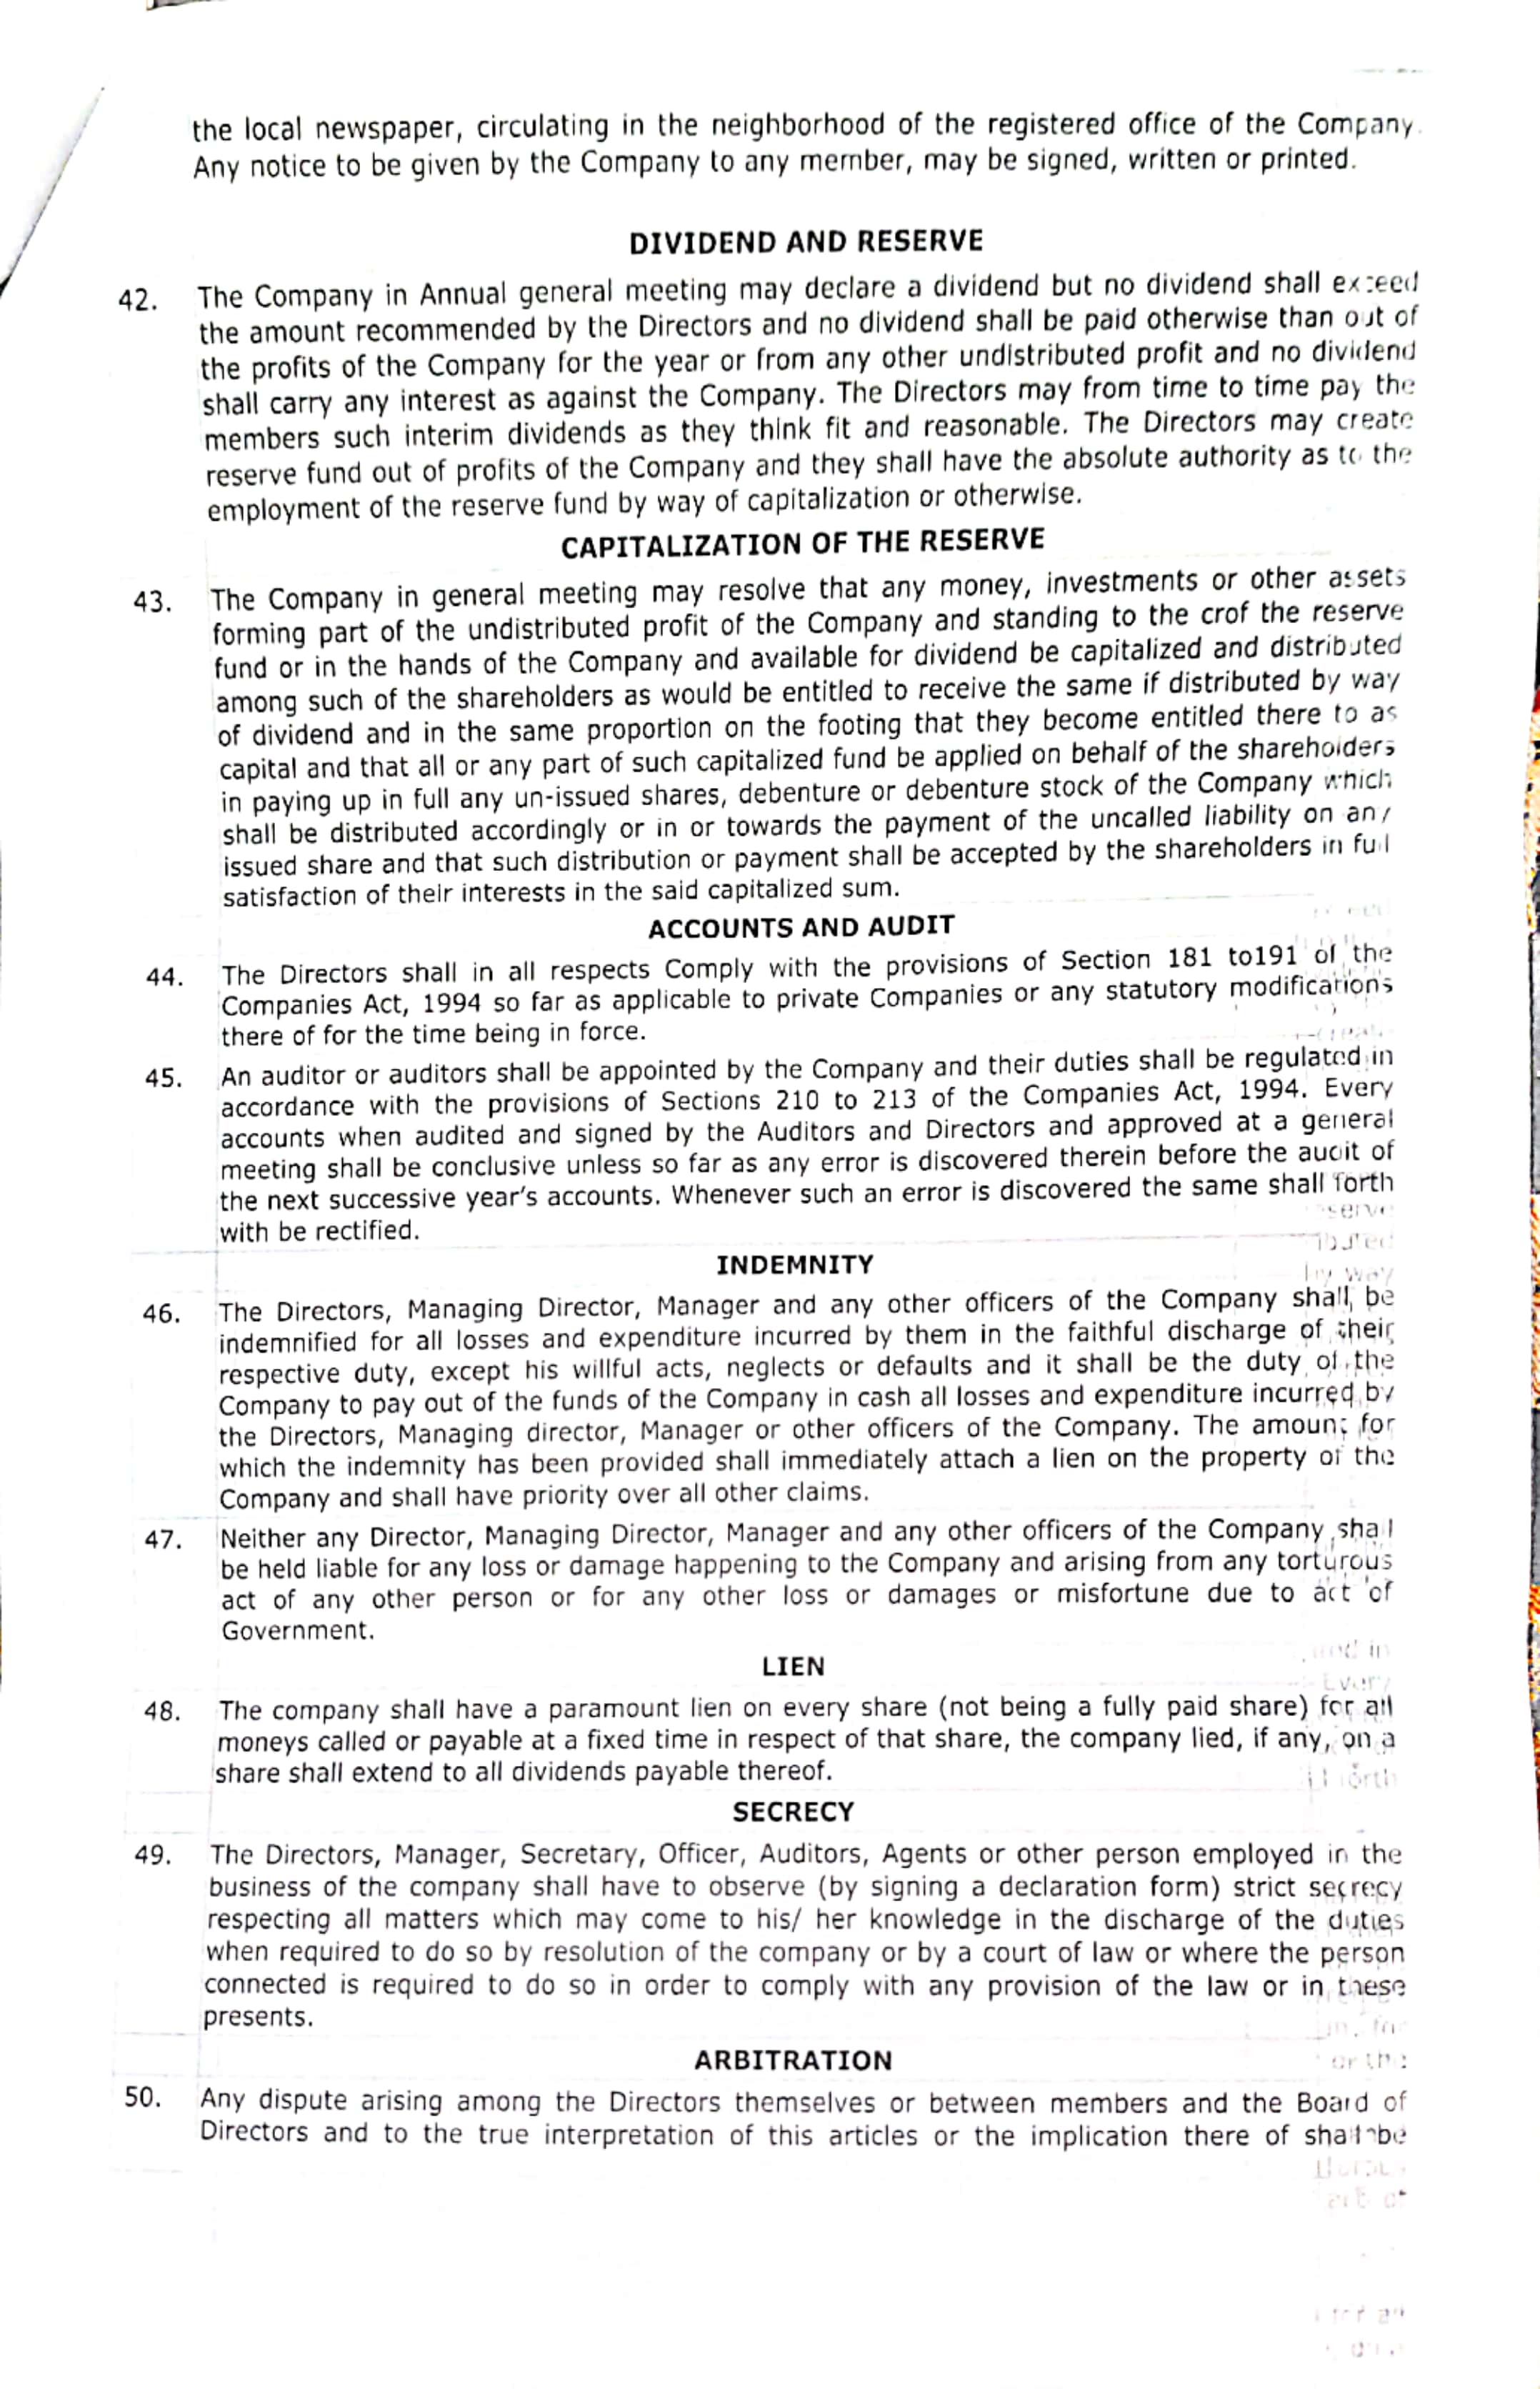 the local newspaper, circulating in the neighborhood of the registered office of the Company.
Any notice to be given by the Company to any member, may be signed, written or printed.
DIVIDEND AND RESERVE
42. The Company in Annual general meeting may declare a dividend but no dividend shall exceed
the amount recommended by the Directors and no dividend shall be paid otherwise than out of
the profits of the Company for the year or from any other undistributed profit and no dividend
shall carry any interest as against the Company. The Directors may from time to time pay the
members such interim dividends as they think fit and reasonable. The Directors may create
reserve fund out of profits of the Company and they shall have the absolute authority as to the
employment of the reserve fund by way of capitalization or otherwise.
CAPITALIZATION OF THE RESERVE
43. The Company in general meeting may resolve that any money, investments or other assets
forming part of the undistributed profit of the Company and standing to the crof the reserve
fund or in the hands of the Company and available for dividend be capitalized and distributed
among such of the shareholders as would be entitled to receive the same if distributed by way
of dividend and in the same proportion on the footing that they become entitled there to as
capital and that all or any part of such capitalized fund be applied on behalf of the shareholders
in paying up in full any un-issued shares, debenture or debenture stock of the Company which
shall be distributed accordingly or in or towards the payment of the uncalled liability on any
issued share and that such distribution or payment shall be accepted by the shareholders in full
satisfaction of their interests in the said capitalized sum.
ACCOUNTS AND AUDIT
44. The Directors shall in all respects Comply with the provisions of Section 181 to191 of the
Companies Act, 1994 so far as applicable to private Companies or any statutory modifications
there of for the time being in force.
45. An auditor or auditors shall be appointed by the Company and their duties shall be regulated in
accordance with the provisions of Sections 210 to 213 of the Companies Act, 1994. Every
accounts when audited and signed by the Auditors and Directors and approved at a general
meeting shall be conclusive unless so far as any error is discovered therein before the audit of
the next successive year's accounts. Whenever such an error is discovered the same shall forth
with be rectified.
INDEMNITY
46. The Directors, Managing Director, Manager and any other officers of the Company shall be
indemnified for all losses and expenditure incurred by them in the faithful discharge of their
respective duty, except his willful acts, neglects or defaults and it shall be the duty of the
Company to pay out of the funds of the Company in cash all losses and expenditure incurred by
the Directors, Managing director, Manager or other officers of the Company. The amount for
which the indemnity has been provided shall immediately attach a lien on the property of the
Company and shall have priority over all other claims.
47. Neither any Director, Managing Director, Manager and any other officers of the Company shall
be held liable for any loss or damage happening to the Company and arising from any torturous
act of any other person or for any other loss or damages or misfortune due to act of
Government.
LIEN
48. The company shall have a paramount lien on every share (not being a fully paid share) for all
moneys called or payable at a fixed time in respect of that share, the company lied, if any, on a
share shall extend to all dividends payable thereof.
SECRECY
49. The Directors, Manager, Secretary, Officer, Auditors, Agents or other person employed in the
business of the company shall have to observe (by signing a declaration form) strict secrecy
respecting all matters which may come to his/ her knowledge in the discharge of the duties
when required to do so by resolution of the company or by a court of law or where the person
connected is required to do so in order to comply with any provision of the law or in these
presents.
ARBITRATION
50. Any dispute arising among the Directors themselves or between members and the Board of
Directors and to the true interpretation of this articles or the implication there of shall be